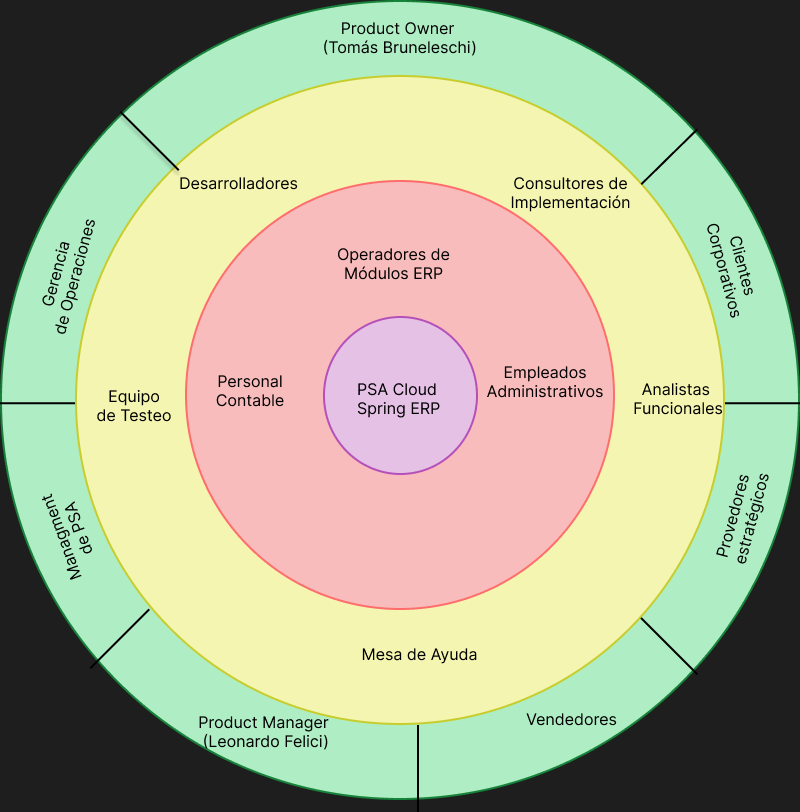 Product Owner
(Tomás Bruneleschi)
Desarrolladores
Consultores de
Implementación
Gerencia
de Operaciones
Clientes
Corporativos
Operadores de
Módulos ERP
Personal
Contable
PSA Cloud
Spring ERP
Empleados
Administrativos
Equipo
de Testeo
Analistas
Funcionales
Managment
de PSA
Provedores
estratégicos
Mesa de Ayuda
Product Manager
(Leonardo Felici)
Vendedores